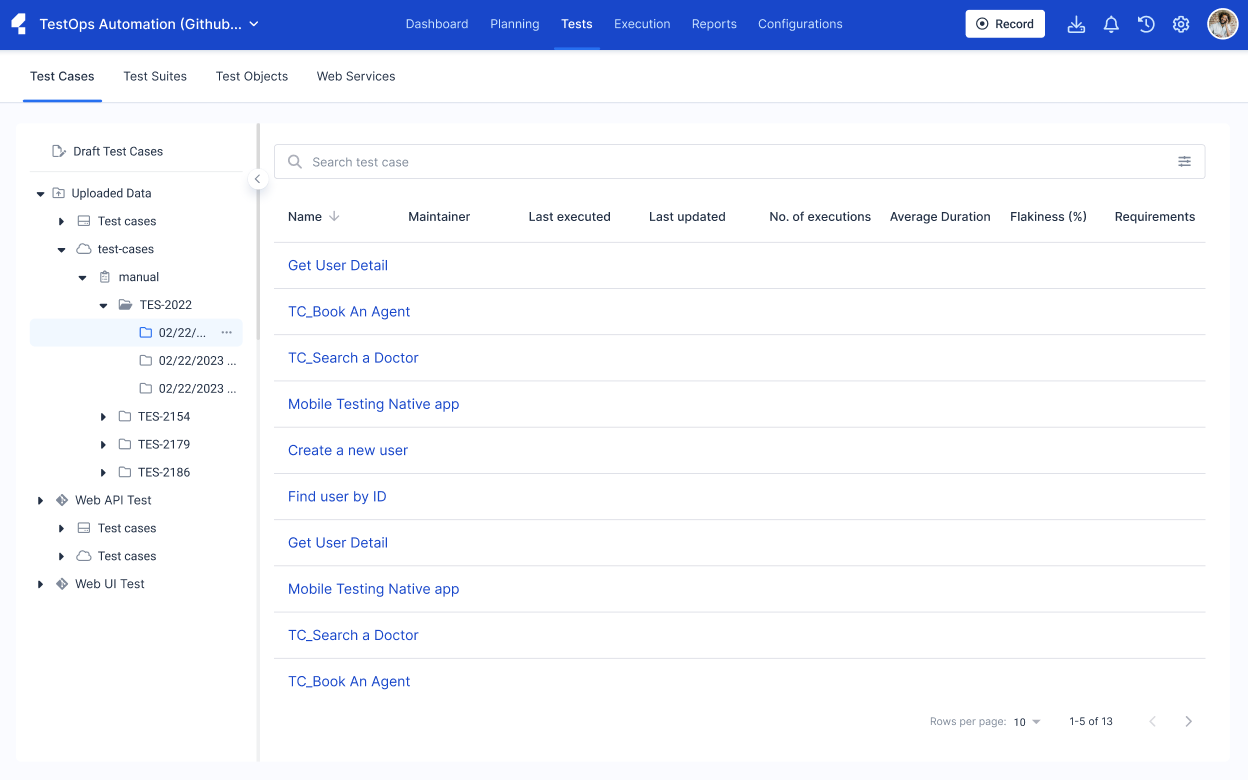 TestOps Automation (Github...
Dashboard
Planning
Tests
Execution
Reports
Configurations
Record
Test Cases
Test Suites
Test Objects
Web Services
Draft Test Cases
Uploaded Data
Test cases
test-cases
manual
TES-2022
02/22/...
02/22/2023 ...
02/22/2023 ...
TES-2154
TES-2179
TES-2186
Web API Test
Test cases
Test cases
Web UI Test
Search test case
Name
Maintainer
Last executed
Last updated
No. of executions
Average Duration
Flakiness (%)
Requirements
Get User Detail
TC_Book An Agent
TC_Search a Doctor
Mobile Testing Native app
Create a new user
Find user by ID
Get User Detail
Mobile Testing Native app
TC_Search a Doctor
TC_Book An Agent
Rows per page: 10
1-5 of 13